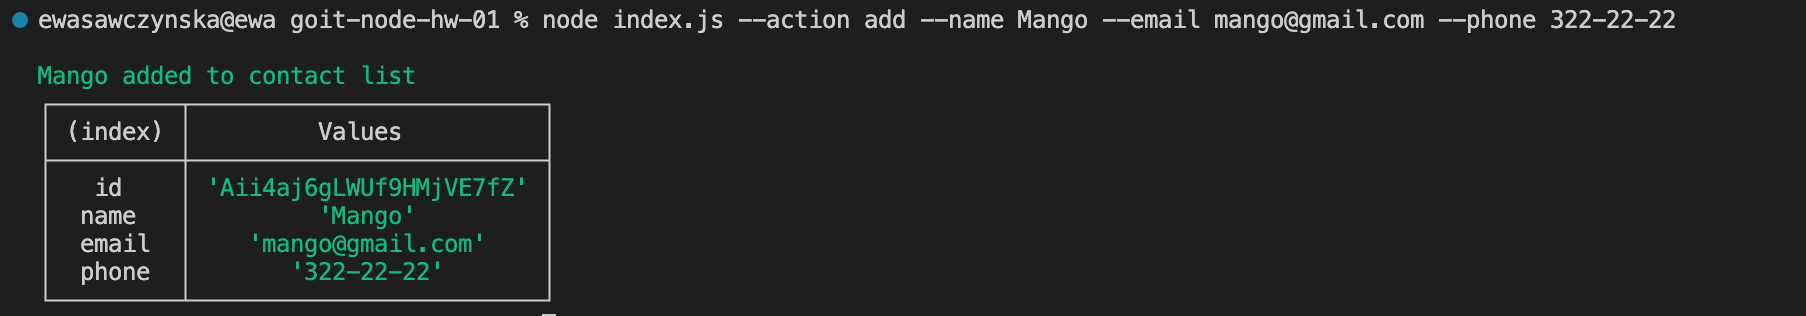 ewasawczynska@ewa goit-node-hw-01 % node index.js --action add --name Mango --email mango@gmail.com --phone 322-22-22
Mango added to contact list
(index) Values
id 'Aii4aj6gLWUf9HMjVE7fZ'
name 'Mango'
email 'mango@gmail.com'
phone '322-22-22'